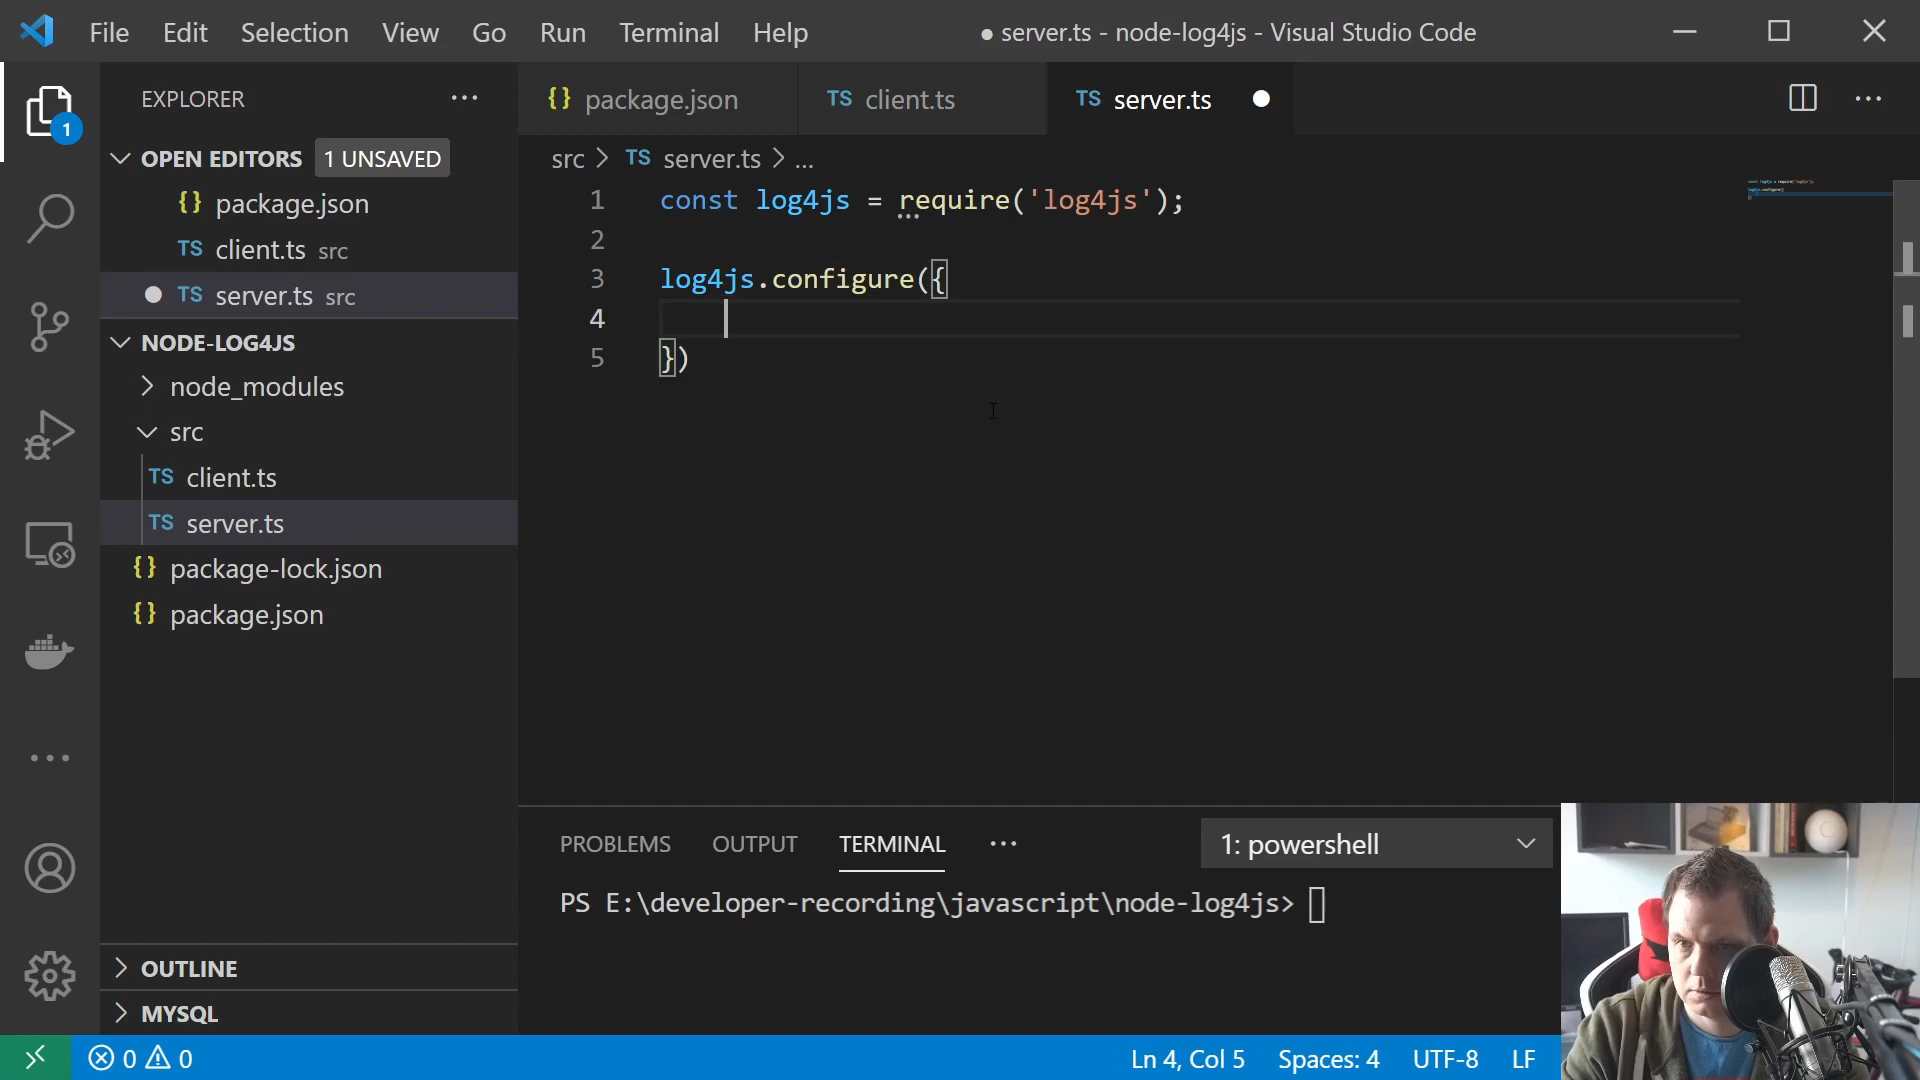 File Edit Selection View Go Run Terminal Help ● server.ts - node-log4js - Visual Studio Code
1
EXPLORER ...
OPEN EDITORS 1 UNSAVED
{} package.json
TS client.ts src
● TS server.ts src
NODE-LOG4JS
node_modules
src
TS client.ts
TS server.ts
{} package-lock.json
{} package.json
OUTLINE
MYSQL
{} package.json TS client.ts TS server.ts ●
src > TS server.ts > ...
1 const log4js = require('log4js');
2
3 log4js.configure({
4
5 })
PROBLEMS OUTPUT TERMINAL ... 1: powershell
PS E:\developer-recording\javascript\node-log4js>
0 0 Ln 4, Col 5 Spaces: 4 UTF-8 LF